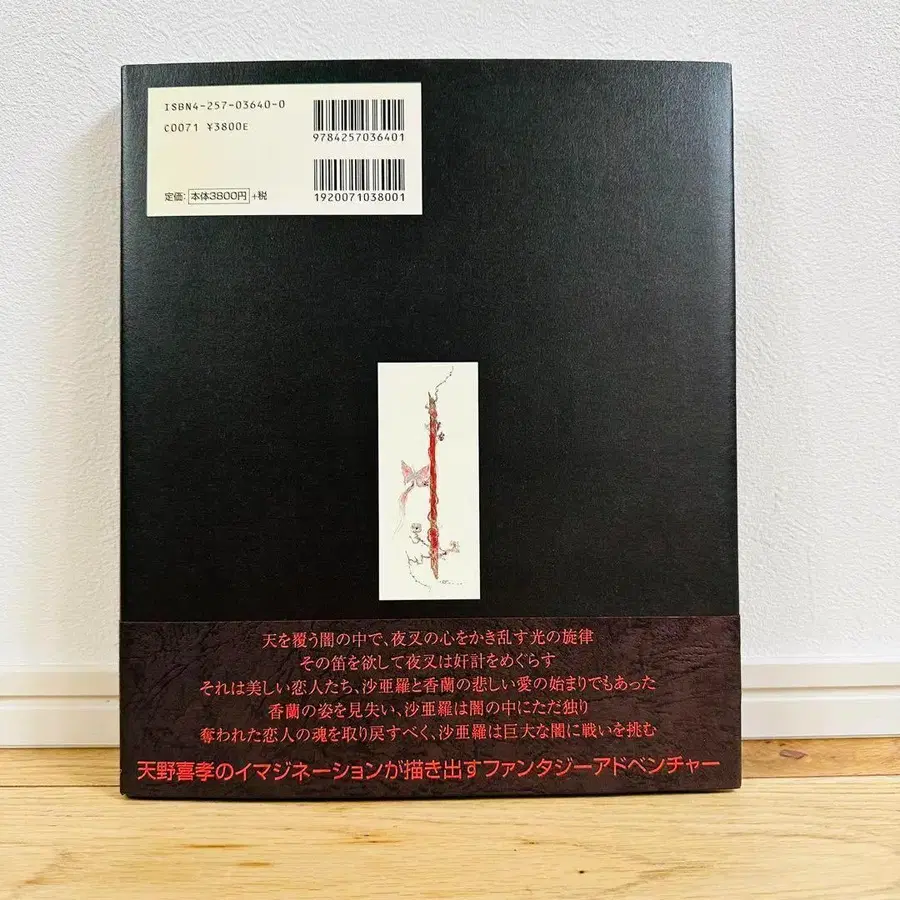 ISBN4-257-03640-0
C0071 ¥3800E
9784257036401
定価: 本体3800円 +税
1920071038001
天を覆う闇の中で、夜叉の心をかき乱す光の旋律
その笛を欲して夜叉は奸計をめぐらす
それは美しい恋人たち、沙亜羅と香蘭の悲しい愛の始まりでもあった
香蘭の姿を見失い、沙亜羅は闇の中にただ独り
奪われた恋人の魂を取り戻すべく、沙亜羅は巨大な闇に戦いを挑む
天野喜孝のイマジネーションが描き出すファンタジーアドベンチャー